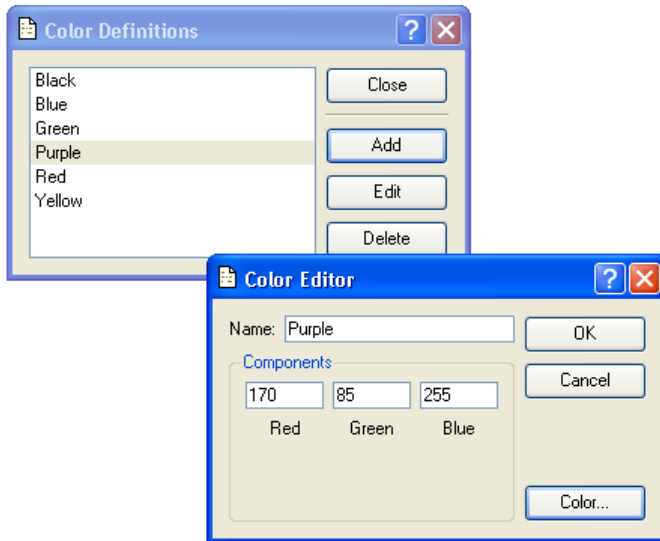 Color Definitions
Black
Blue
Green
Purple
Red
Yellow
Close
Add
Edit
Delete
Color Editor
Name: Purple
OK
Components
Cancel
170 85 255
Red Green Blue
Color...